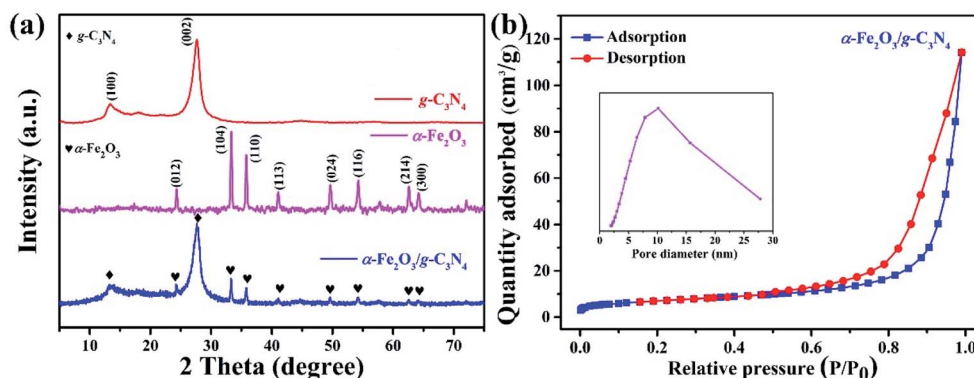 (a)
♦ g-C₃N₄
(002)
(100)
g-C₃N₄
♥ α-Fe₂O₃
α-Fe₂O₃
(012)
(104)
(110)
(113)
(024)
(116)
(214)
(300)
α-Fe₂O₃/g-C₃N₄
Intensity (a.u.)
10 20 30 40 50 60 70
2 Theta (degree)
(b)
Adsorption
Desorption
α-Fe₂O₃/g-C₃N₄
Quantity adsorbed (cm³/g)
120
100
80
60
40
20
0
0 5 10 15 20 25 30
Pore diameter (nm)
0.0 0.2 0.4 0.6 0.8 1.0
Relative pressure (P/P₀)